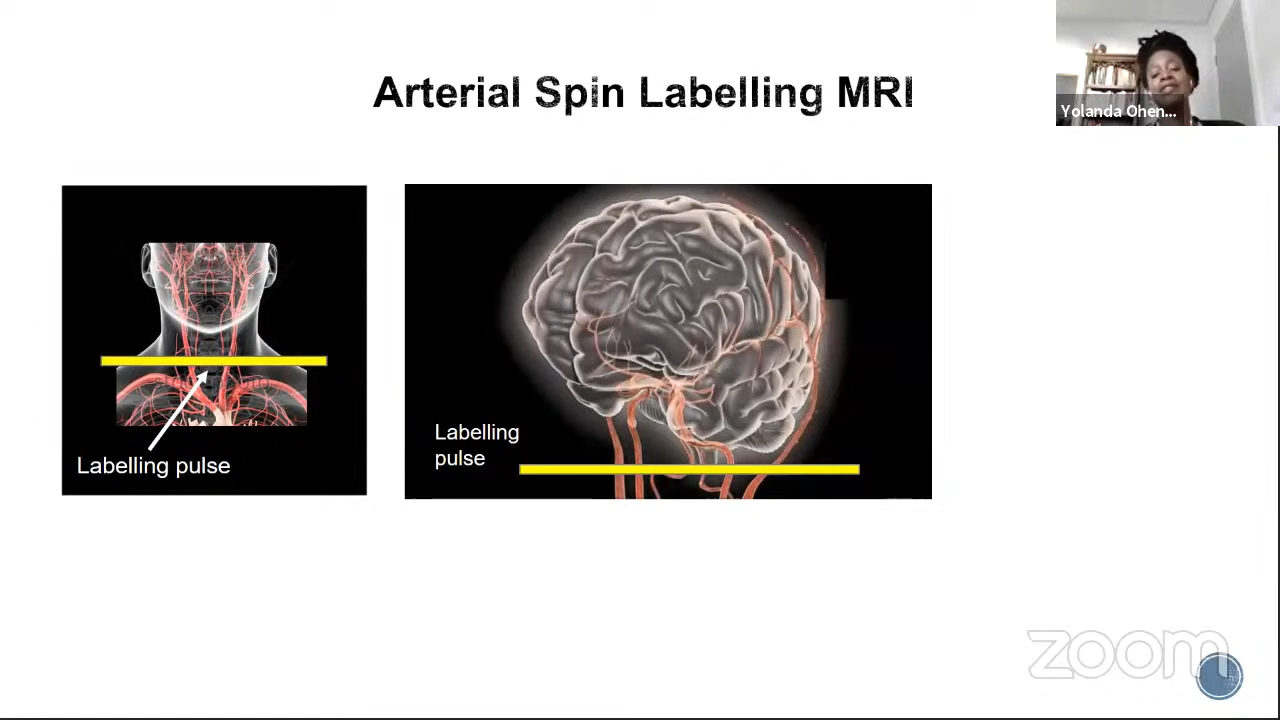 Arterial Spin Labelling MRI
Yolanda Ohen...
Labelling pulse
Labelling
pulse
zoom